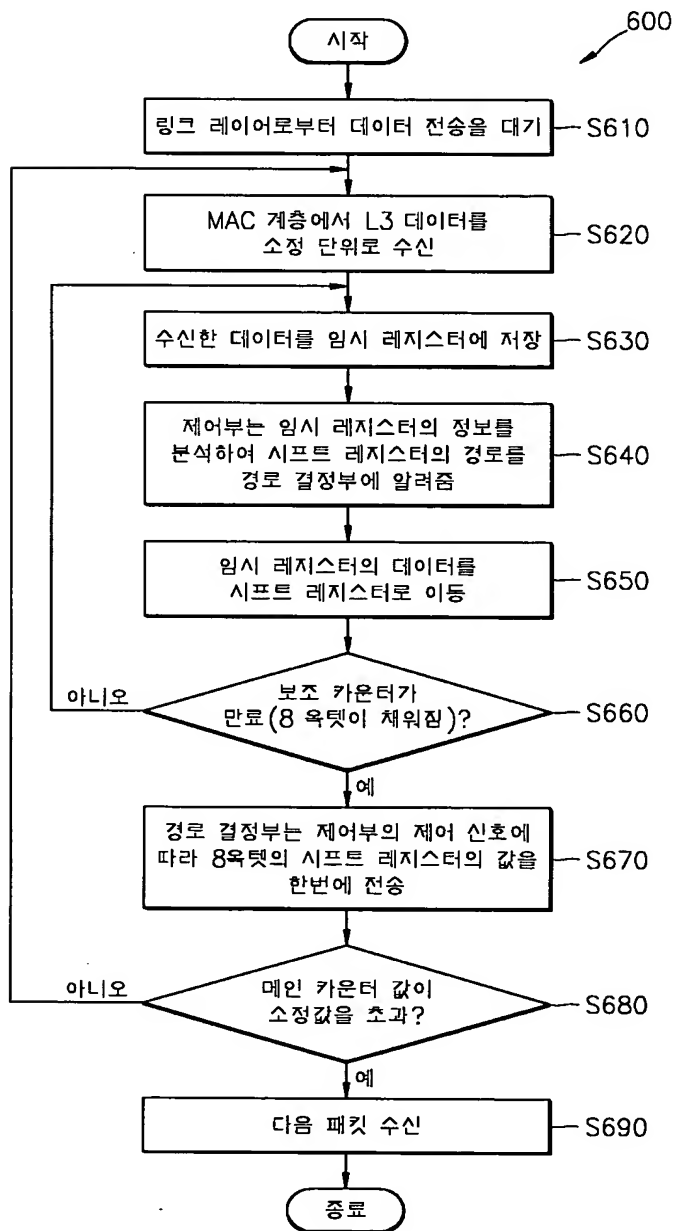 600
시작
링크 레이어로부터 데이터 전송을 대기
S610
MAC 계층에서 L3 데이터를
소정 단위로 수신
S620
수신한 데이터를 임시 레지스터에 저장
S630
제어부는 임시 레지스터의 정보를
분석하여 시프트 레지스터의 경로를
경로 결정부에 알려줌
S640
임시 레지스터의 데이터를
시프트 레지스터로 이동
S650
아니오
보조 카운터가
만료(8 옥텟이 채워짐)?
S660
예
경로 결정부는 제어부의 제어 신호에
따라 8옥텟의 시프트 레지스터의 값을
한번에 전송
S670
아니오
메인 카운터 값이
소정값을 초과?
S680
예
다음 패킷 수신
S690
종료